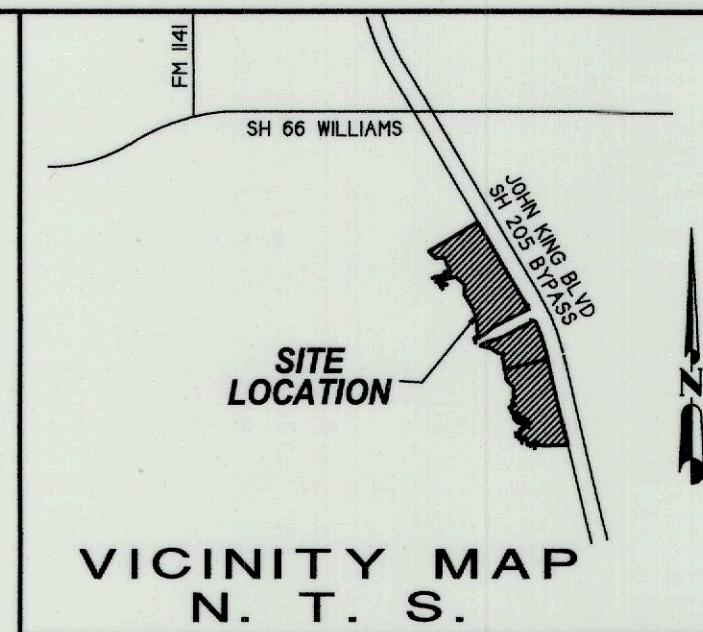 FM 1141
SH 66 WILLIAMS
JOHN KING BLVD
SH 205 BYPASS
SITE
LOCATION
N
VICINITY MAP
N. T. S.